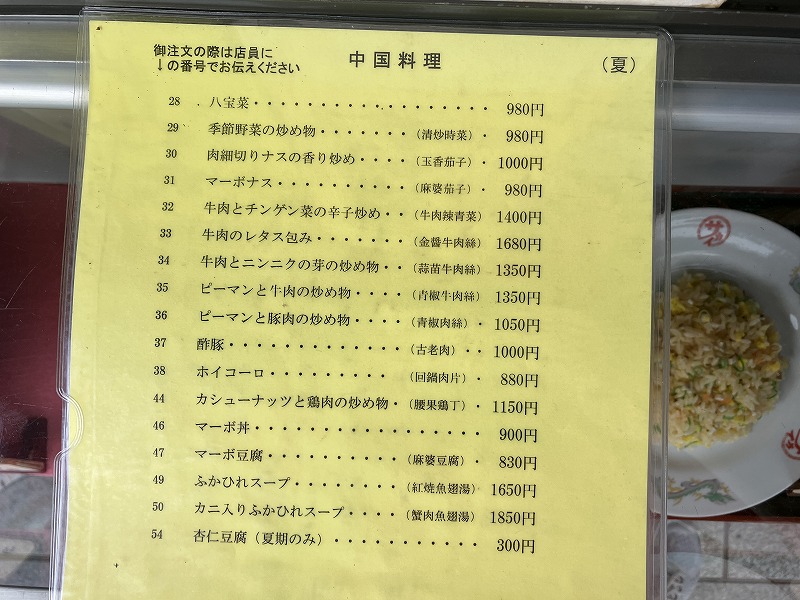 御注文の際は店員に
↓の番号でお伝えください
中国料理
（夏）
28 八宝菜・・・・・・・・・・・・・・・・・・ 980円
29 季節野菜の炒め物・・・・・・・（清炒時菜）・ 980円
30 肉細切りナスの香り炒め・・・・（玉香茄子）・ 1000円
31 マーボナス・・・・・・・・・・（麻婆茄子）・ 980円
32 牛肉とチンゲン菜の辛子炒め・・（牛肉辣青菜） 1400円
33 牛肉のレタス包み・・・・・・・（金醬牛肉絲） 1680円
34 牛肉とニンニクの芽の炒め物・・（蒜苗牛肉絲） 1350円
35 ピーマンと牛肉の炒め物・・・・（青椒牛肉絲） 1350円
36 ピーマンと豚肉の炒め物・・・・（青椒肉絲）・ 1050円
37 酢豚・・・・・・・・・・・・・（古老肉）・・ 1000円
38 ホイコーロ・・・・・・・・・（回鍋肉片）・ 880円
44 カシューナッツと鶏肉の炒め物・（腰果鶏丁）・ 1150円
46 マーボ丼・・・・・・・・・・・・・・・・・ 900円
47 マーボ豆腐・・・・・・・・・・（麻婆豆腐）・ 830円
49 ふかひれスープ・・・・・・・・（紅焼魚翅湯） 1650円
50 カニ入りふかひれスープ・・・・（蟹肉魚翅湯） 1850円
54 杏仁豆腐（夏期のみ）・・・・・・・・・・・ 300円